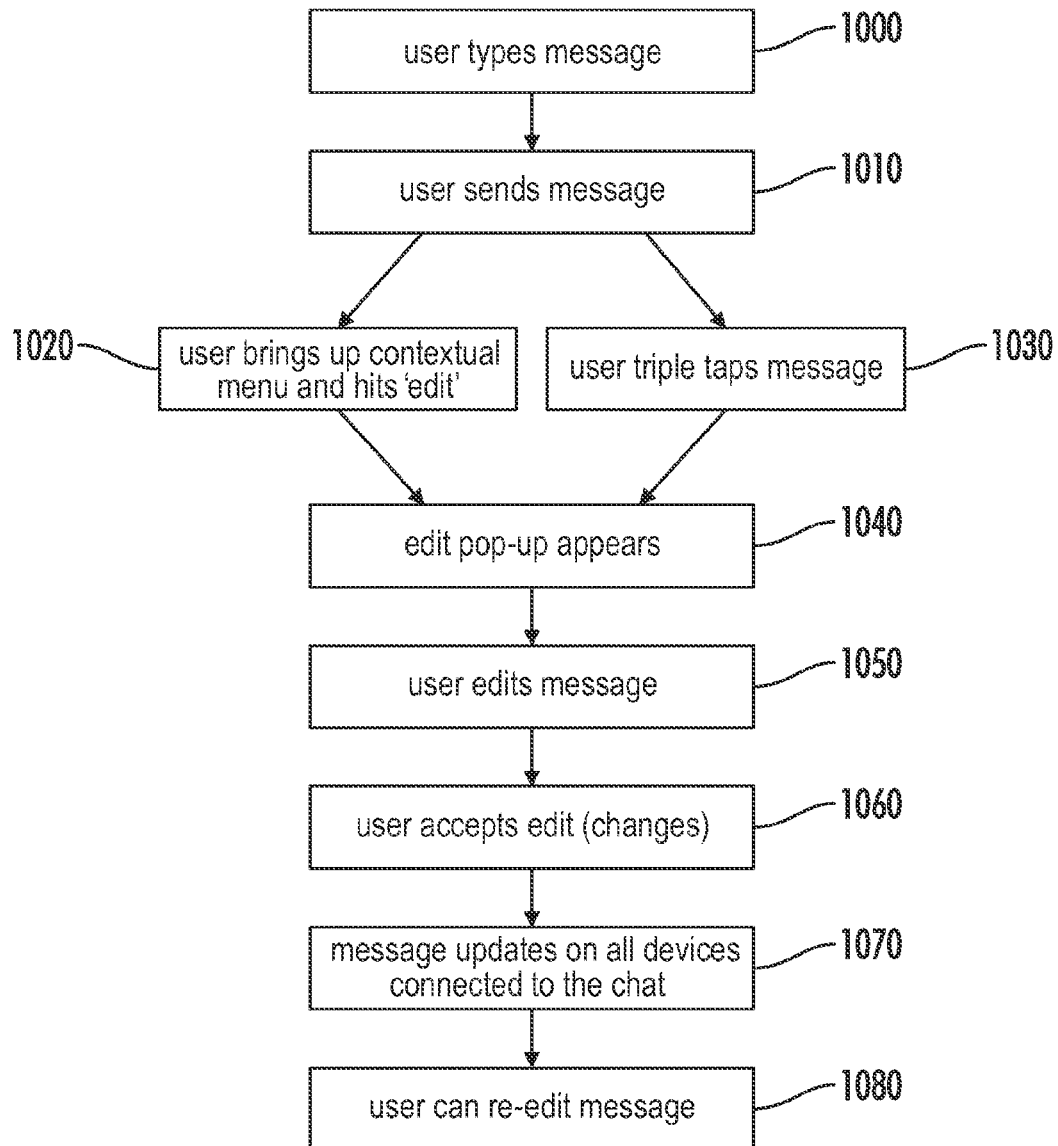 user types message
1000
user sends message
1010
1020
user brings up contextual
menu and hits 'edit'
user triple taps message
1030
edit pop-up appears
1040
user edits message
1050
user accepts edit (changes)
1060
message updates on all devices
connected to the chat
1070
user can re-edit message
1080